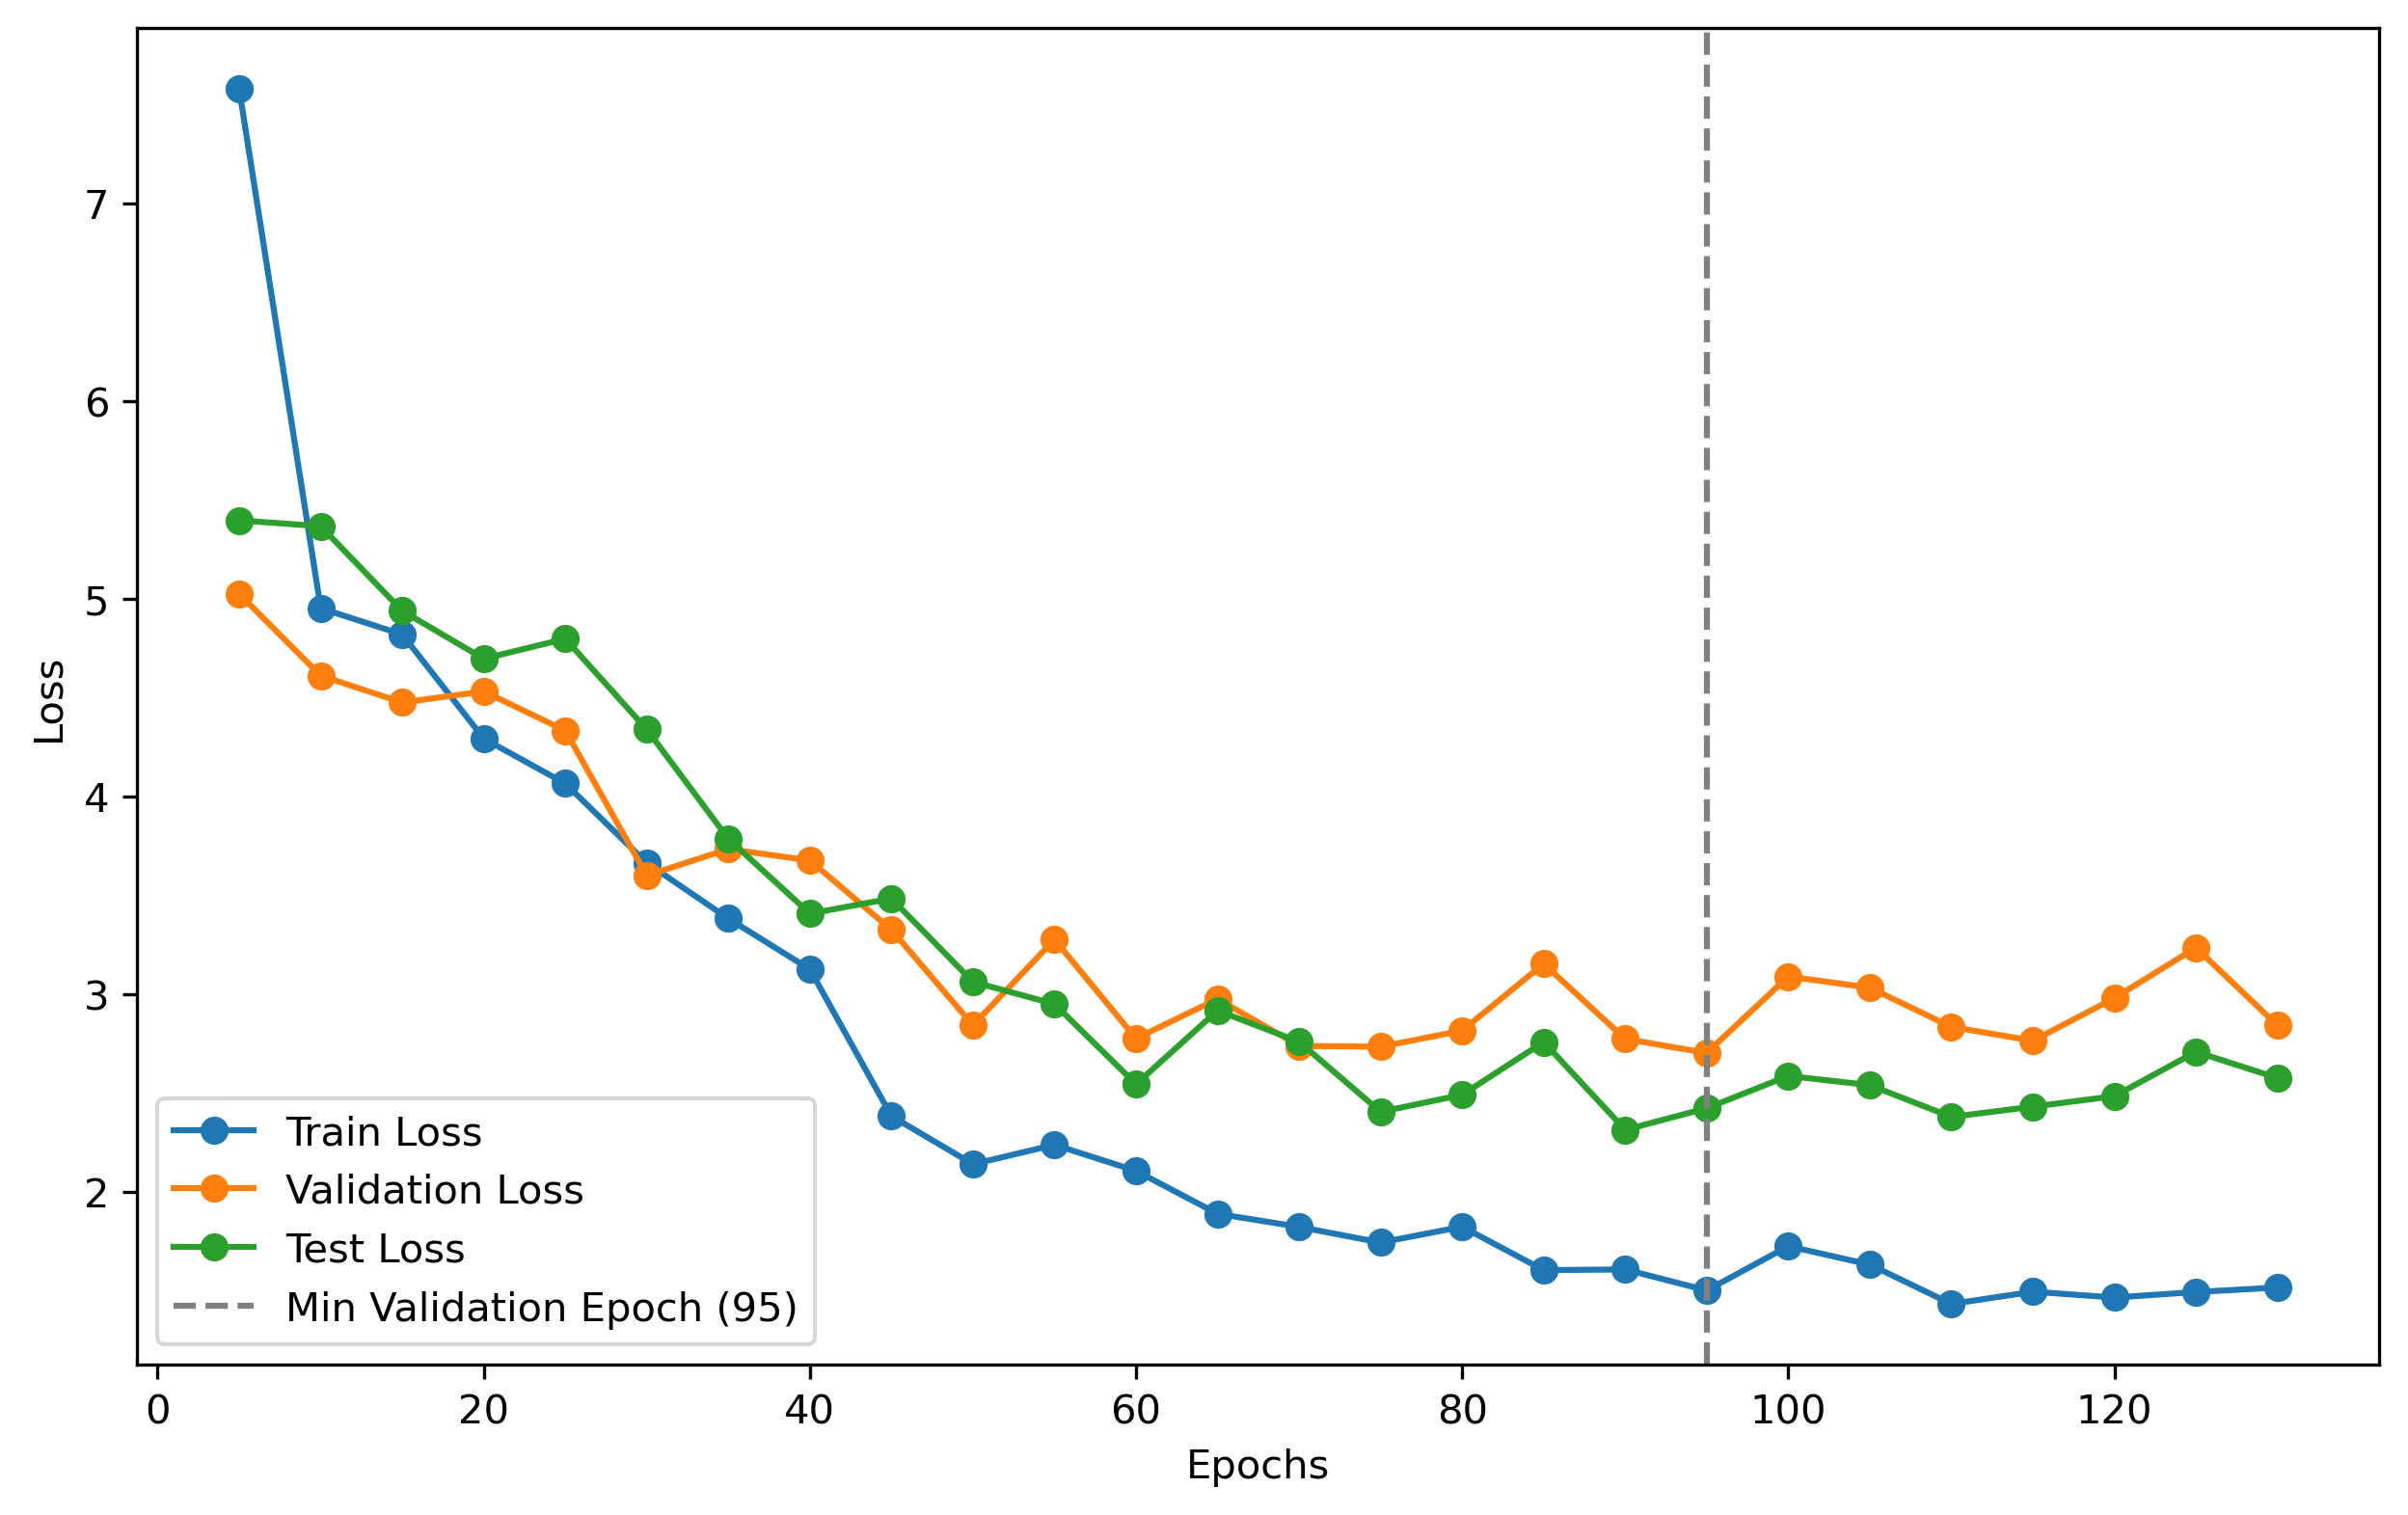 7
6
5
4
3
2
Loss
Train Loss
Validation Loss
Test Loss
Min Validation Epoch (95)
0 20 40 60 80 100 120
Epochs